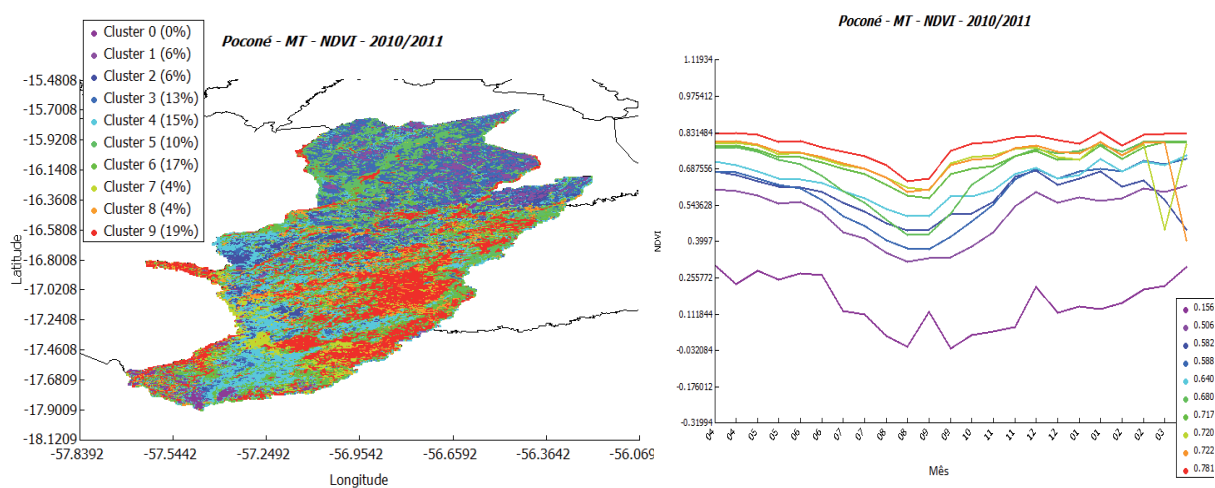 Poconé - MT - NDVI - 2010/2011
Cluster 0 (0%)
Cluster 1 (6%)
Cluster 2 (6%)
Cluster 3 (13%)
Cluster 4 (15%)
Cluster 5 (10%)
Cluster 6 (17%)
Cluster 7 (4%)
Cluster 8 (4%)
Cluster 9 (19%)
Latitude
-15.4808
-15.7008
-15.9208
-16.1408
-16.3608
-16.5808
-16.8008
-17.0208
-17.2408
-17.4608
-17.6809
-17.9009
-18.1209
-57.8392 -57.5442 -57.2492 -56.9542 -56.6592 -56.3642 -56.069
Longitude
Poconé - MT - NDVI - 2010/2011
NDVI
1.11934
0.975412
0.831484
0.687556
0.543628
0.3997
0.255772
0.111844
-0.032084
-0.176012
-0.31994
04 04 05 05 06 06 07 07 08 08 09 09 10 10 11 11 12 12 01 01 02 02 03
Mês
0.156
0.506
0.582
0.588
0.640
0.680
0.717
0.720
0.722
0.781